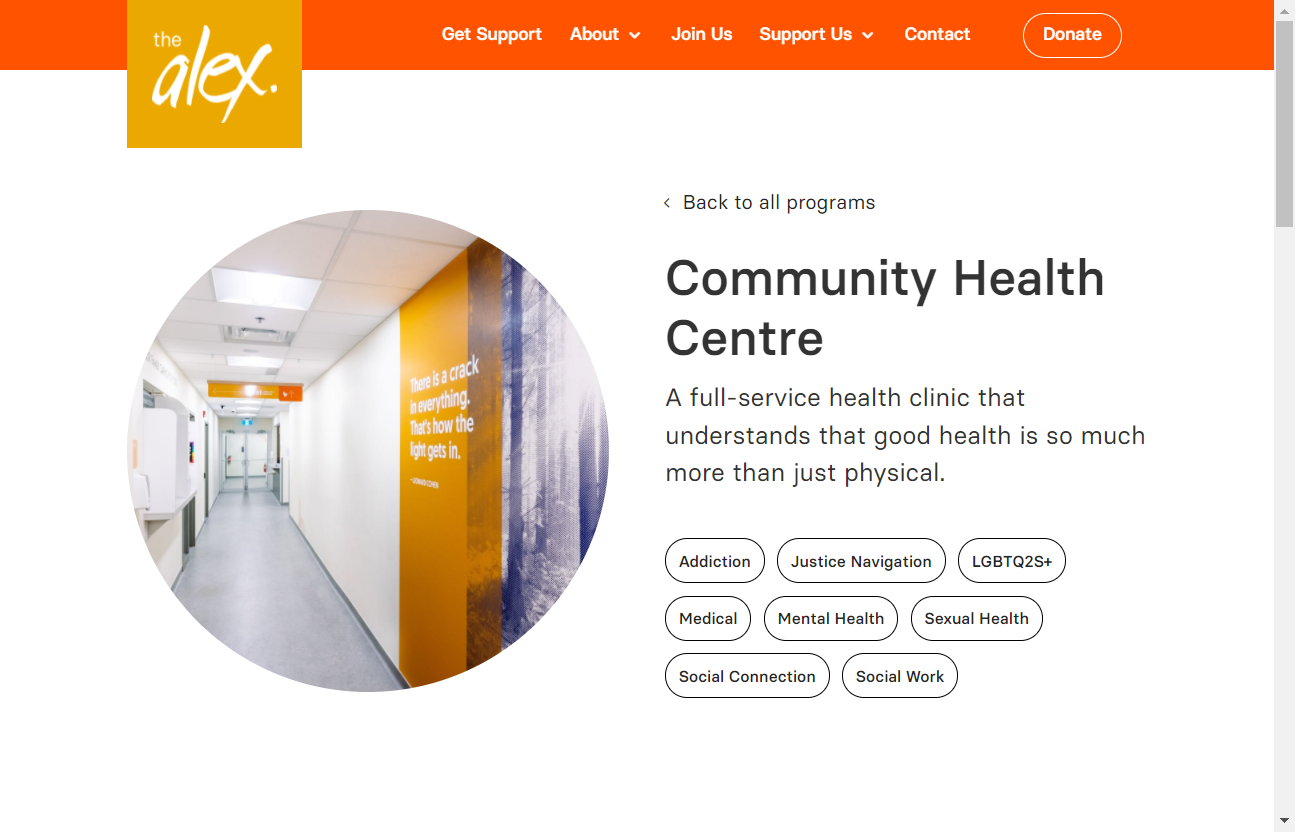 the
alex.
Get Support About Join Us Support Us Contact Donate
Back to all programs
Community Health
Centre
A full-service health clinic that
understands that good health is so much
more than just physical.
Addiction Justice Navigation LGBTQ2S+
Medical Mental Health Sexual Health
Social Connection Social Work
There is a crack
in everything.
That's how the
light gets in.
- LEONARD COHEN